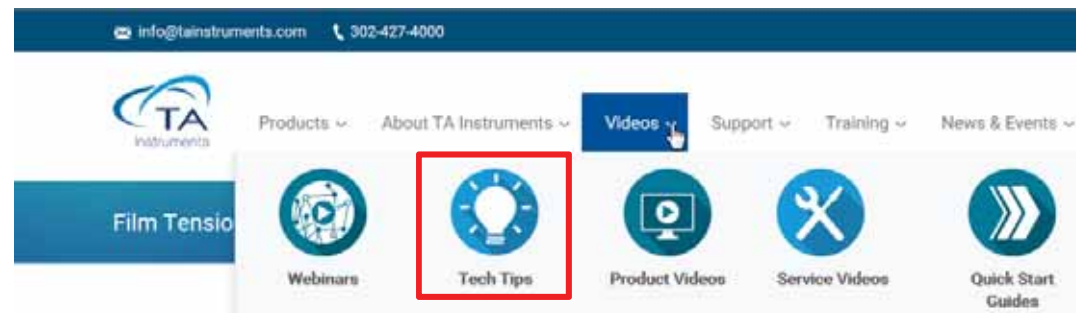 info@tainstruments.com 302-427-4000
TA
Instruments
Products About TA Instruments Videos Support Training News & Events
Film Tensio
Webinars Tech Tips Product Videos Service Videos Quick Start
Guides